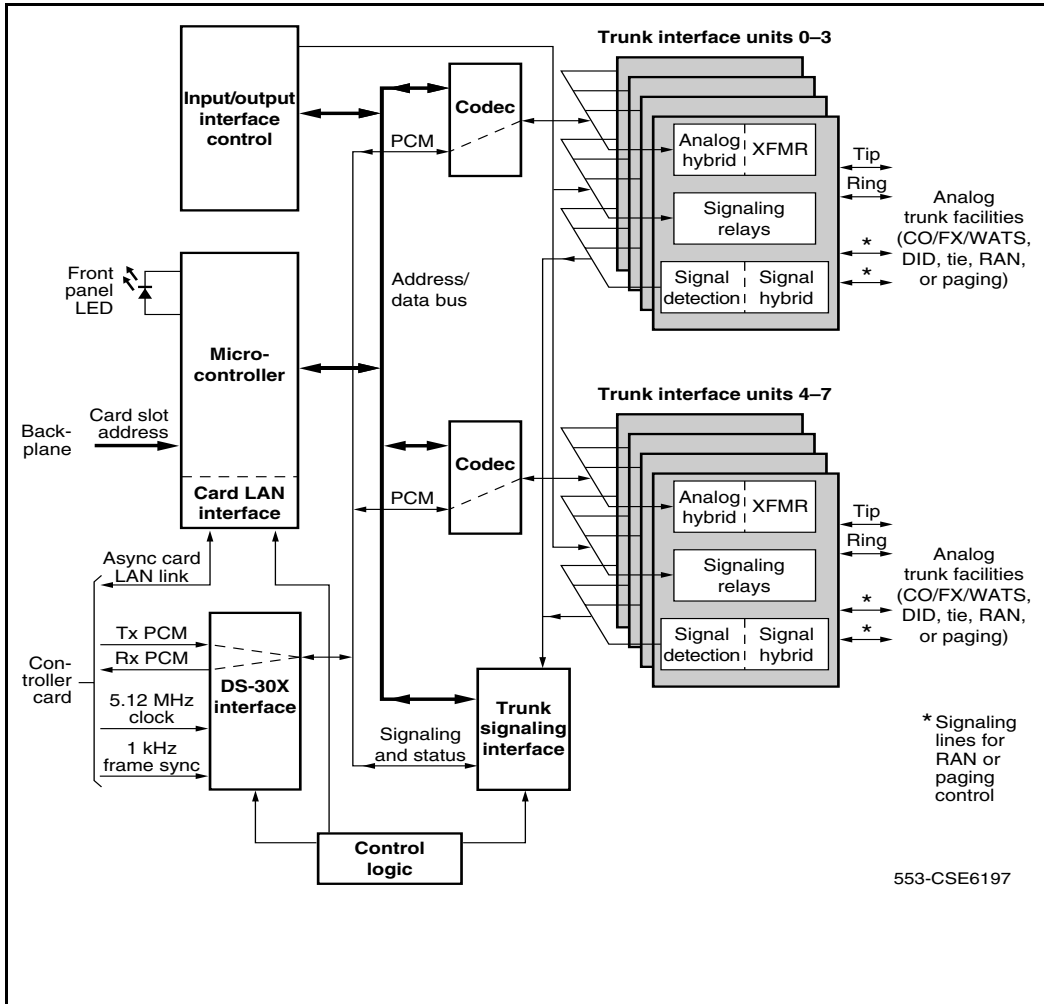 Trunk interface units 0–3
Input/output
interface
control
Codec
PCM
Analog
hybrid
XFMR
Signaling
relays
Signal
detection
Signal
hybrid
Tip
Ring
*
*
Analog
trunk facilities
(CO/FX/WATS,
DID, tie, RAN,
or paging)
Front
panel
LED
Address/
data bus
Micro-
controller
Back-
plane
Card slot
address
Card LAN
interface
Trunk interface units 4–7
Codec
PCM
Analog
hybrid
XFMR
Signaling
relays
Signal
detection
Signal
hybrid
Tip
Ring
*
*
Analog
trunk facilities
(CO/FX/WATS,
DID, tie, RAN,
or paging)
Async card
LAN link
Con-
troller
card
Tx PCM
Rx PCM
5.12 MHz
clock
1 kHz
frame sync
DS-30X
interface
Signaling
and status
Trunk
signaling
interface
Control
logic
* Signaling
lines for
RAN or
paging
control
553-CSE6197